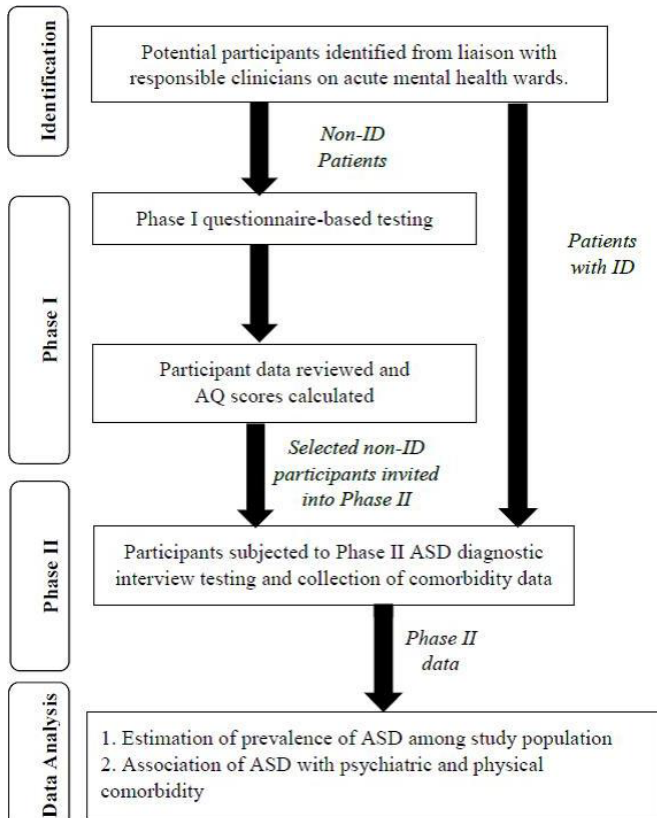 Identification
Potential participants identified from liaison with
responsible clinicians on acute mental health wards.
Non-ID
Patients
Patients
with ID
Phase I
Phase I questionnaire-based testing
Participant data reviewed and
AQ scores calculated
Selected non-ID
participants invited
into Phase II
Phase II
Participants subjected to Phase II ASD diagnostic
interview testing and collection of comorbidity data
Phase II
data
Data Analysis
1. Estimation of prevalence of ASD among study population
2. Association of ASD with psychiatric and physical
comorbidity